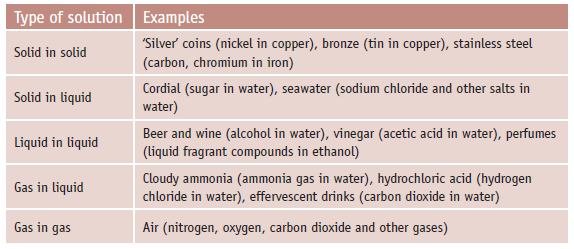 Type of solution Examples
Solid in solid
‘Silver’ coins (nickel in copper), bronze (tin in copper), stainless steel
(carbon, chromium in iron)
Solid in liquid
Cordial (sugar in water), seawater (sodium chloride and other salts in
water)
Liquid in liquid
Beer and wine (alcohol in water), vinegar (acetic acid in water), perfumes
(liquid fragrant compounds in ethanol)
Gas in liquid
Cloudy ammonia (ammonia gas in water), hydrochloric acid (hydrogen
chloride in water), effervescent drinks (carbon dioxide in water)
Gas in gas
Air (nitrogen, oxygen, carbon dioxide and other gases)